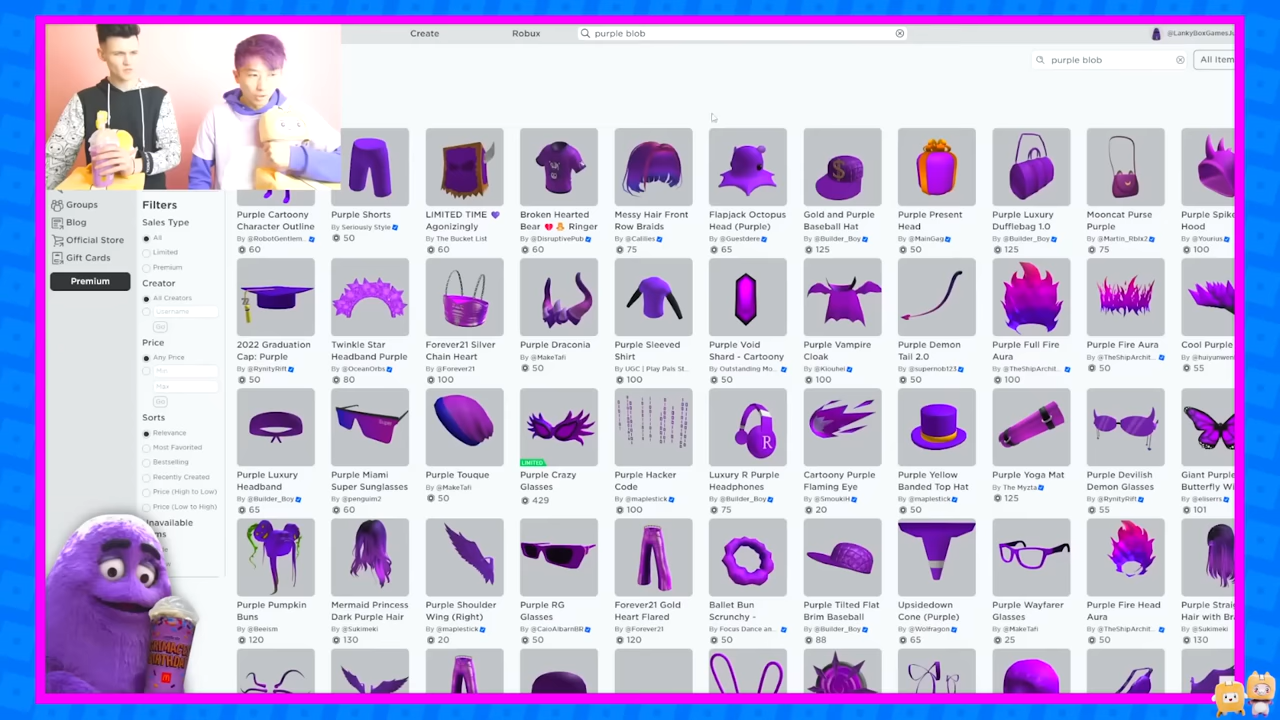 Create
Robux
purple blob
@LankyBoxGamesJu
purple blob
All Item
Groups
Blog
Official Store
Gift Cards
Premium
Filters
Sales Type
All
Limited
Premium
Creator
All Creators
Username
Go
Price
Any Price
Min
Max
Go
Sorts
Relevance
Most Favorited
Bestselling
Recently Created
Price (High to Low)
Price (Low to High)
Unavailable
Purple Cartoony
Character Outline
By @RobotGentlem...
60
Purple Shorts
By Seriously Style
50
LIMITED TIME 💜
Agonizingly
By The Bucket List
60
Broken Hearted
Bear 💔🔥 Ringer
By @DisruptivePub
60
Messy Hair Front
Row Braids
By @Calilies
75
Flapjack Octopus
Head (Purple)
By @Guestdere
65
Gold and Purple
Baseball Hat
By @Builder_Boy
125
Purple Present
Head
By @MainGag
50
Purple Luxury
Dufflebag 1.0
By @Builder_Boy
125
Mooncat Purse
Purple
By @Martin_Rblx2
75
Purple Spike
Hood
By @Yourius
100
2022 Graduation
Cap: Purple
By @RynityRift
50
Twinkle Star
Headband Purple
By @OceanOrbs
80
Forever21 Silver
Chain Heart
By @Forever21
100
Purple Draconia
By @MakeTafi
50
Purple Sleeved
Shirt
By UGC | Play Pals St...
100
Purple Void
Shard - Cartoony
By Outstanding Mo...
50
Purple Vampire
Cloak
By @Kiouhei
100
Purple Demon
Tail 2.0
By @supernob123
50
Purple Full Fire
Aura
By @TheShipArchit...
100
Purple Fire Aura
By @TheShipArchit...
50
Cool Purple
By @haiyunwen
55
Purple Luxury
Headband
By @Builder_Boy
65
Purple Miami
Super Sunglasses
By @penguim2
60
Purple Touque
By @MakeTafi
50
LIMITED
Purple Crazy
Glasses
429
Purple Hacker
Code
By @maplestick
100
R
Luxury R Purple
Headphones
By @Builder_Boy
75
Cartoony Purple
Flaming Eye
By @SmoukiH
20
Purple Yellow
Banded Top Hat
By @maplestick
50
Purple Yoga Mat
By The Myzta
125
Purple Devilish
Demon Glasses
By @RynityRift
55
Giant Purple
Butterfly Wi
By @eliserrs
101
Purple Pumpkin
Buns
By @Beeism
120
Mermaid Princess
Dark Purple Hair
By @Sukimeki
130
Purple Shoulder
Wing (Right)
By @maplestick
20
Purple RG
Glasses
By @CaioAlbarnBR
50
Forever21 Gold
Heart Flared
By @Forever21
120
Ballet Bun
Scrunchy -
By Focus Dance an...
50
Purple Tilted Flat
Brim Baseball
By @Builder_Boy
88
Upsidedown
Cone (Purple)
By @Wolfragon
65
Purple Wayfarer
Glasses
By @MakeTafi
25
Purple Fire Head
Aura
By @TheShipArchit...
50
Purple Straig
Hair with Br
By @Sukimeki
130